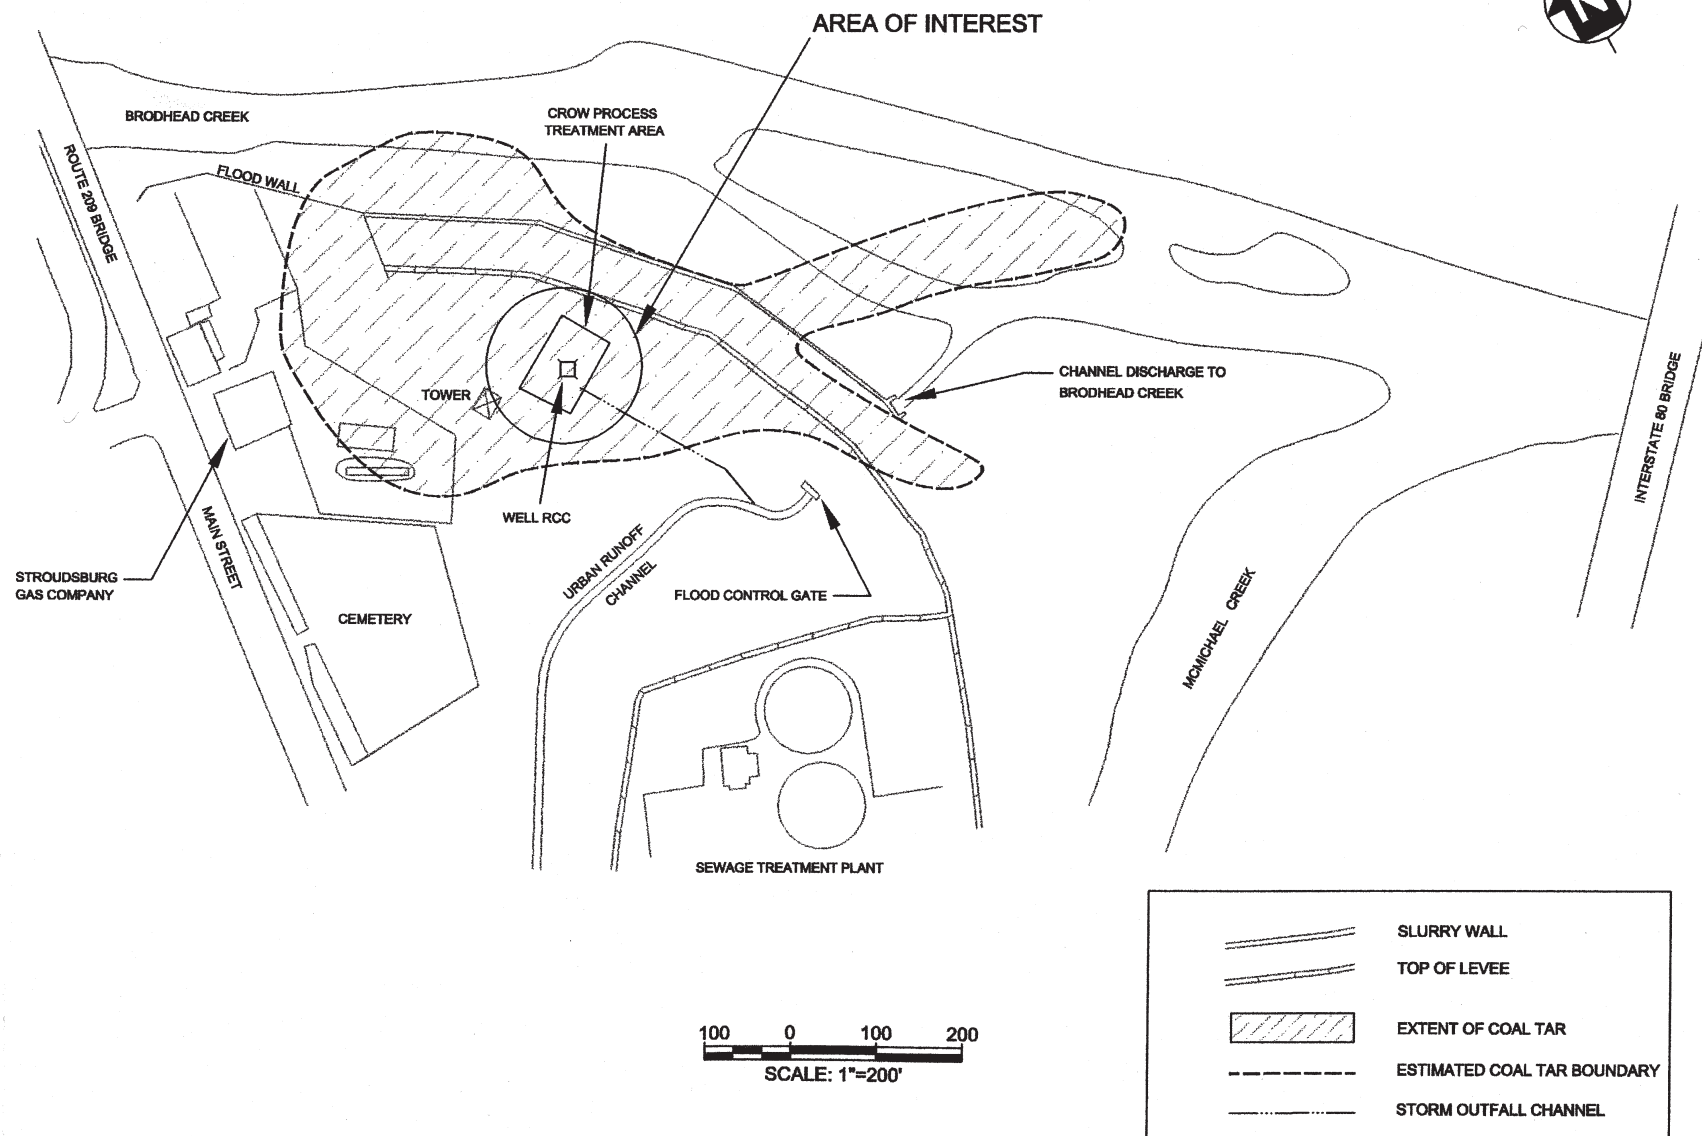 AREA OF INTEREST
N
BRODHEAD CREEK
CROW PROCESS
TREATMENT AREA
ROUTE 209 BRIDGE
FLOOD WALL
TOWER
CHANNEL DISCHARGE TO
BRODHEAD CREEK
INTERSTATE 80 BRIDGE
WELL RCC
MAIN STREET
URBAN RUNOFF
CHANNEL
STROUDSBURG
GAS COMPANY
FLOOD CONTROL GATE
CEMETERY
MCMICHAEL CREEK
SEWAGE TREATMENT PLANT
SLURRY WALL
TOP OF LEVEE
EXTENT OF COAL TAR
ESTIMATED COAL TAR BOUNDARY
STORM OUTFALL CHANNEL
100 0 100 200
SCALE: 1"=200'